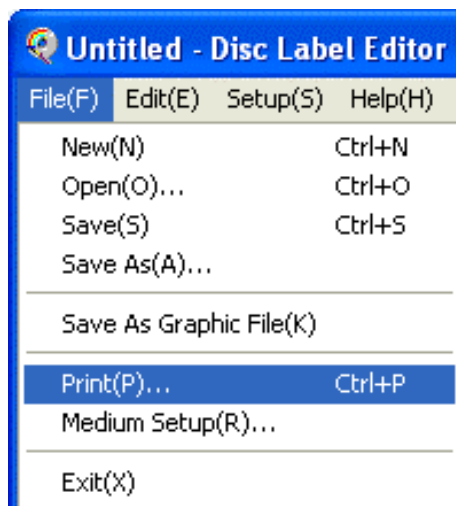 Untitled - Disc Label Editor
File(F) Edit(E) Setup(S) Help(H)
New(N) Ctrl+N
Open(O)... Ctrl+O
Save(S) Ctrl+S
Save As(A)...
Save As Graphic File(K)
Print(P)... Ctrl+P
Medium Setup(R)...
Exit(X)